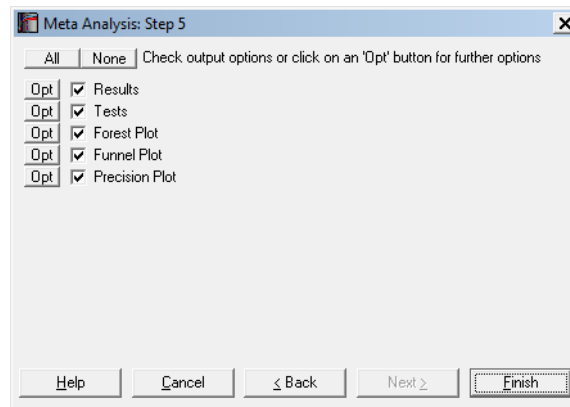 Meta Analysis: Step 5
All None Check output options or click on an 'Opt' button for further options
Opt Results
Opt Tests
Opt Forest Plot
Opt Funnel Plot
Opt Precision Plot
Help Cancel < Back Next > Finish